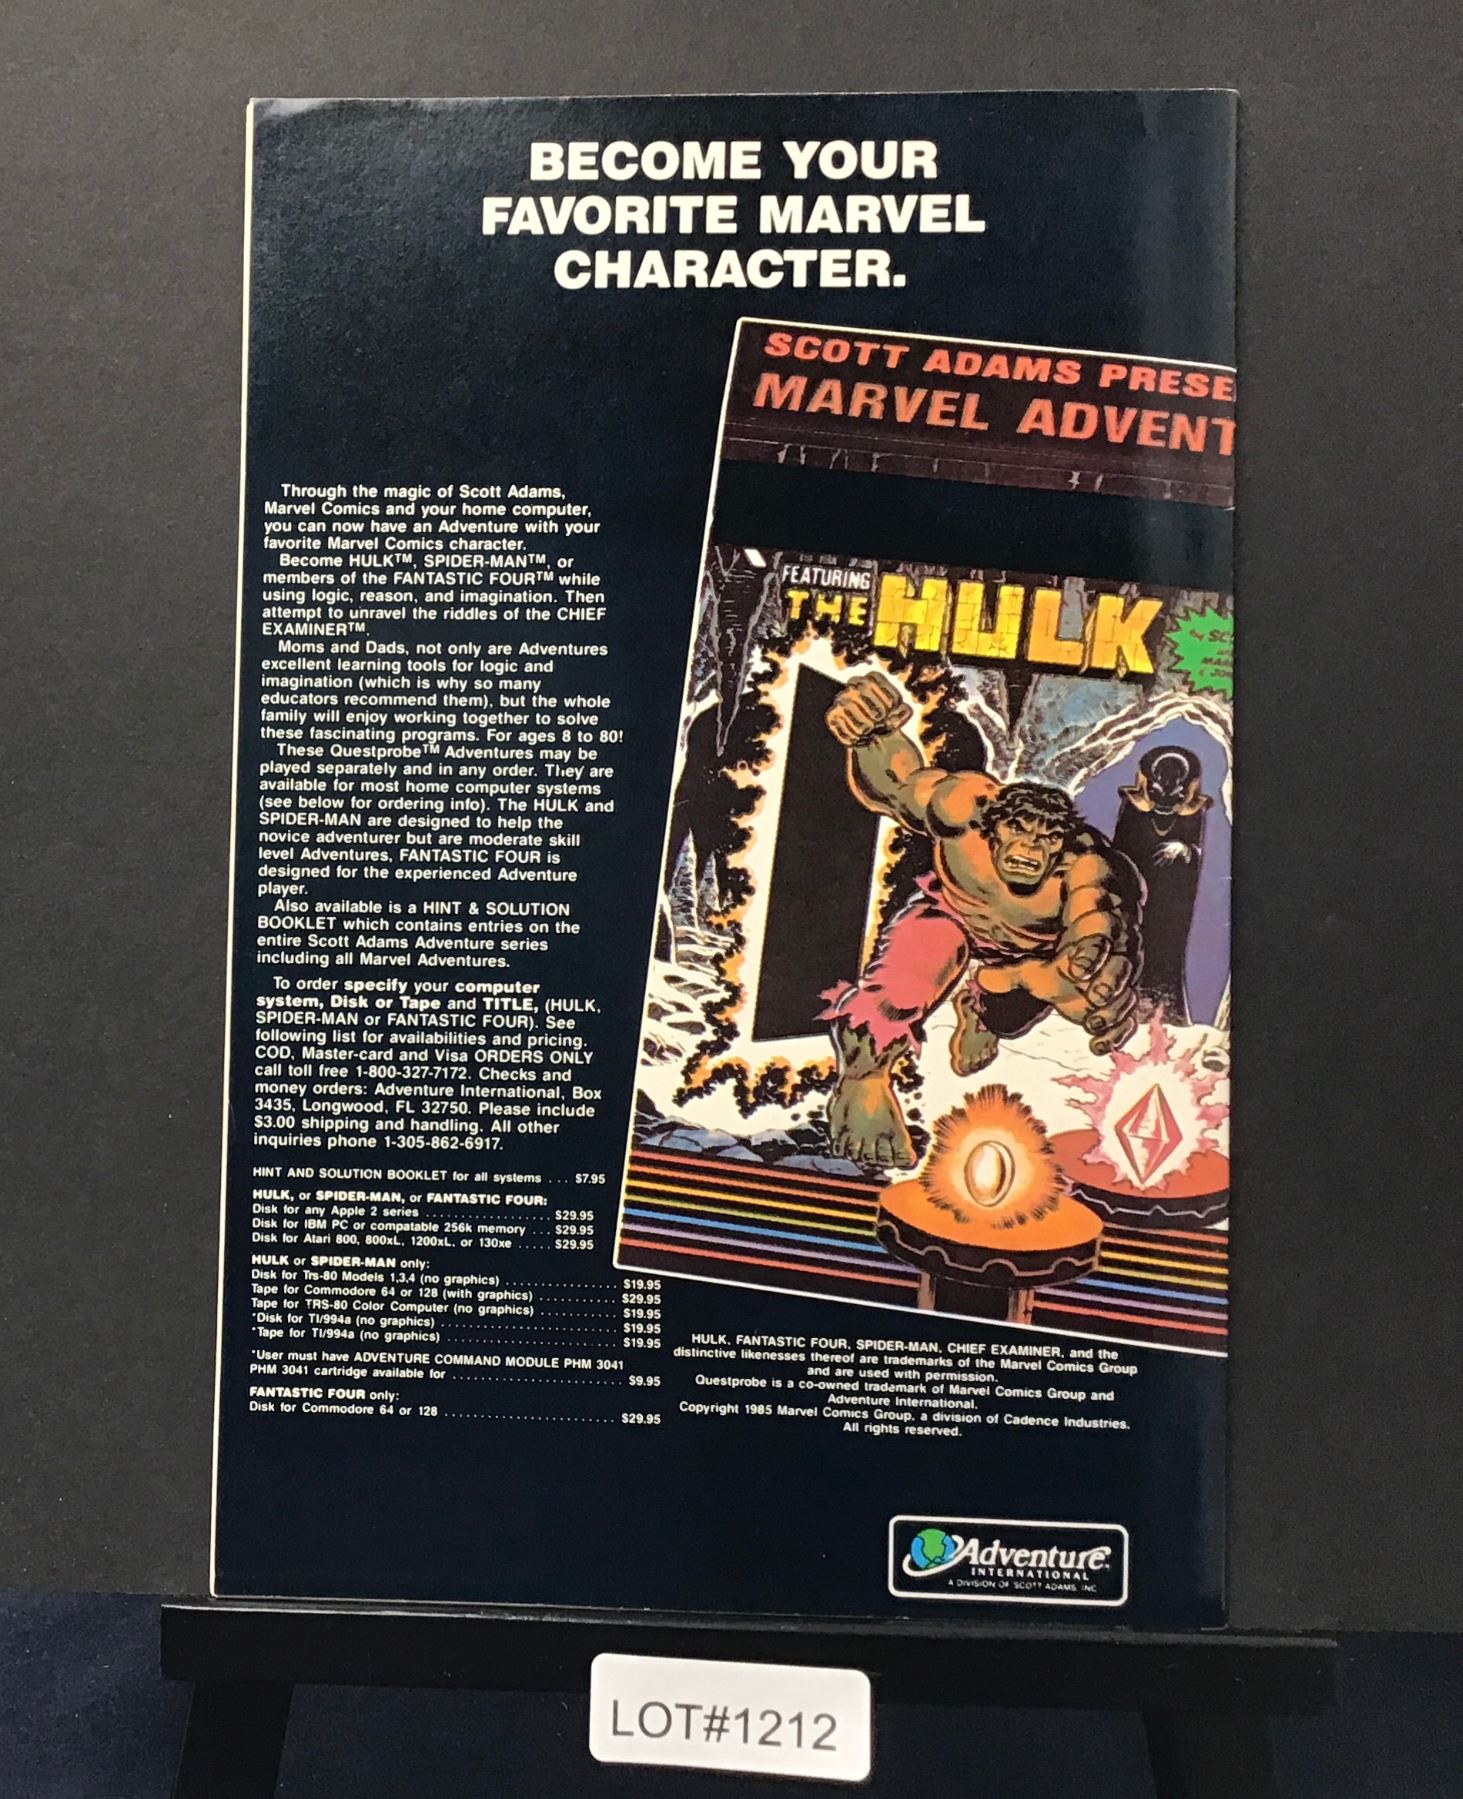 BECOME YOUR
FAVORITE MARVEL
CHARACTER.
SCOTT ADAMS PRESE
MARVEL ADVENT
FEATURING
THE HULK
by SC
Through the magic of Scott Adams,
Marvel Comics and your home computer,
you can now have an Adventure with your
favorite Marvel Comics character.
Become HULK™, SPIDER-MAN™, or
members of the FANTASTIC FOUR™ while
using logic, reason, and imagination. Then
attempt to unravel the riddles of the CHIEF
EXAMINER™.
Moms and Dads, not only are Adventures
excellent learning tools for logic and
imagination (which is why so many
educators recommend them), but the whole
family will enjoy working together to solve
these fascinating programs. For ages 8 to 80!
These Questprobe™ Adventures may be
played separately and in any order. They are
available for most home computer systems
(see below for ordering info). The HULK and
SPIDER-MAN are designed to help the
novice adventurer but are moderate skill
level Adventures, FANTASTIC FOUR is
designed for the experienced Adventure
player.
Also available is a HINT & SOLUTION
BOOKLET which contains entries on the
entire Scott Adams Adventure series
including all Marvel Adventures.
To order specify your computer
system, Disk or Tape and TITLE, (HULK,
SPIDER-MAN or FANTASTIC FOUR). See
following list for availabilities and pricing.
COD, Master-card and Visa ORDERS ONLY
call toll free 1-800-327-7172. Checks and
money orders: Adventure International, Box
3435, Longwood, FL 32750. Please include
$3.00 shipping and handling. All other
inquiries phone 1-305-862-6917.
HINT AND SOLUTION BOOKLET for all systems ... $7.95
HULK, or SPIDER-MAN, or FANTASTIC FOUR:
Disk for any Apple 2 series .................. $29.95
Disk for IBM PC or compatable 256k memory ... $29.95
Disk for Atari 800, 800xL, 1200xL, or 130xe ..... $29.95
HULK or SPIDER-MAN only:
Disk for Trs-80 Models 1,3,4 (no graphics) ................ $19.95
Tape for Commodore 64 or 128 (with graphics) ........... $29.95
Tape for TRS-80 Color Computer (no graphics) .......... $19.95
*Disk for TI/994a (no graphics) ......................... $19.95
*Tape for TI/994a (no graphics) ........................ $19.95
*User must have ADVENTURE COMMAND MODULE PHM 3041
PHM 3041 cartridge available for ........................ $9.95
FANTASTIC FOUR only:
Disk for Commodore 64 or 128 ........................ $29.95
HULK, FANTASTIC FOUR, SPIDER-MAN, CHIEF EXAMINER, and the
distinctive likenesses thereof are trademarks of the Marvel Comics Group
and are used with permission.
Questprobe is a co-owned trademark of Marvel Comics Group and
Adventure International.
Copyright 1985 Marvel Comics Group, a division of Cadence Industries.
All rights reserved.
Adventure
INTERNATIONAL
A DIVISION OF SCOTT ADAMS, INC
LOT#1212